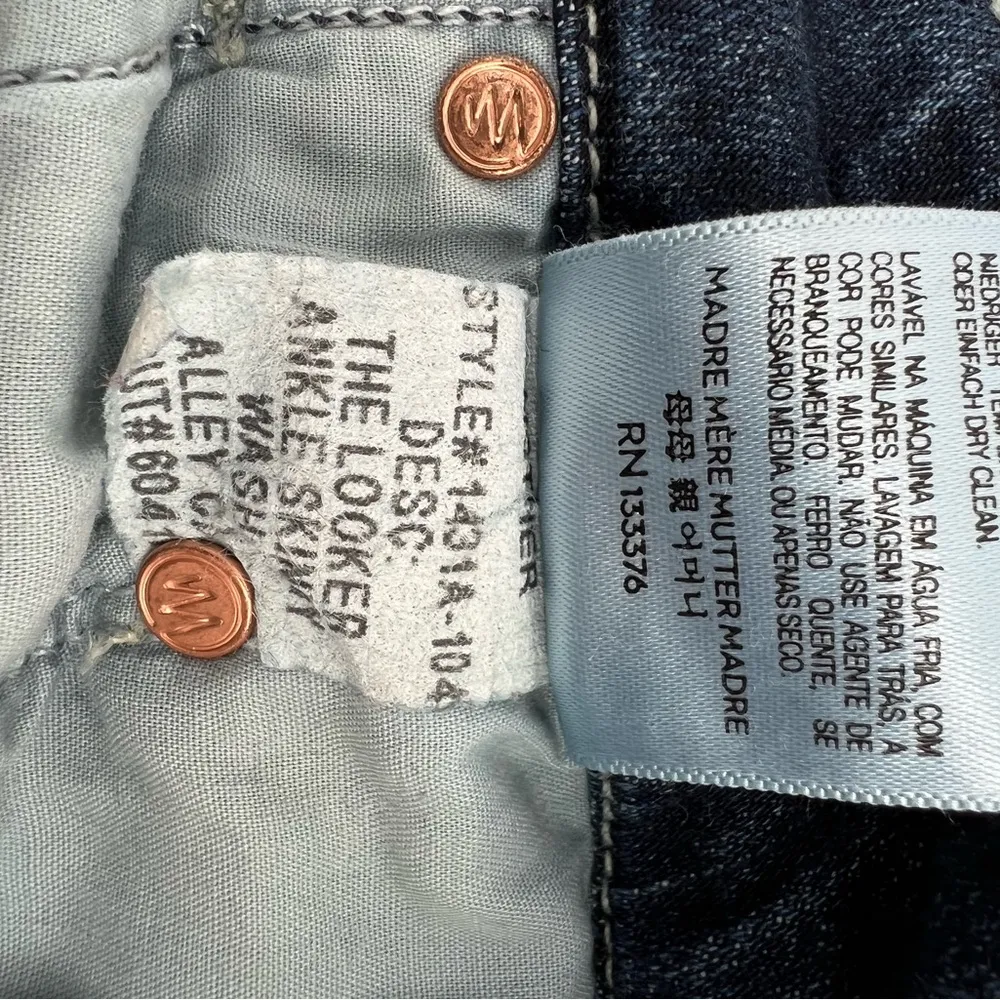 NIEDRIGER
ODER EINFACH DRY CLEAN.
LAVÁVEL NA MÁQUINA EM ÁGUA FRIA, COM
CORES SIMILARES. LAVAGEM PARA TRÁS, A
COR PODE MUDAR. NÃO USE AGENTE DE
BRANQUEAMENTO. FERRO QUENTE, SE
NECESSARIO MEDIA, OU APENAS SECO.
MADRE MÈRE MUTTER MADRE
母母 親 어머니
RN 133376
STYLE#1401A-104
DESC.
THE LOOKER
ANKLE SKINNY
WASH
ALLEY